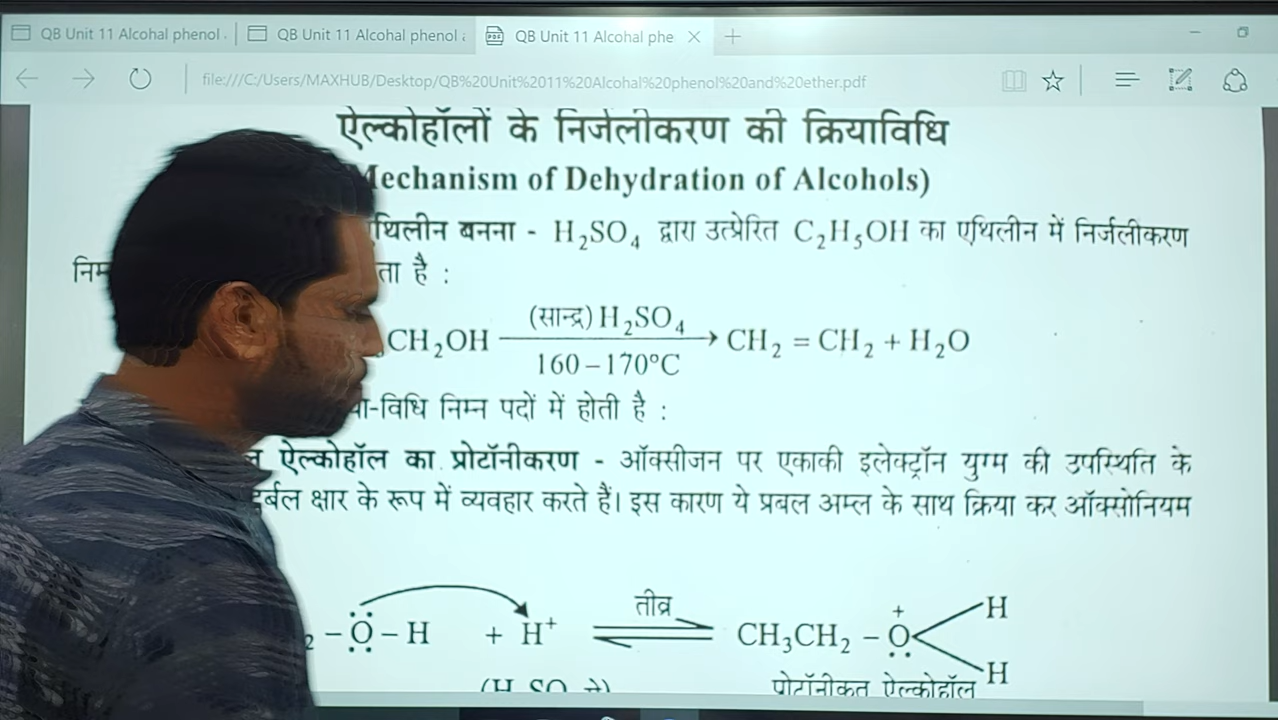 QB Unit 11 Alcohal phenol QB Unit 11 Alcohal phenol QB Unit 11 Alcohal phe
file:///C:/Users/MAXHUB/Desktop/QB%20Unit%2011%20Alcohal%20phenol%20and%20ether.pdf
ऐल्कोहॉलों के निर्जलीकरण की क्रियाविधि
Mechanism of Dehydration of Alcohols)
बनना - H₂SO₄ द्वारा उत्प्रेरित C₂H₅OH का एथिलीन में निर्जलीकरण
है :
CH₂OH (सान्द्र) H₂SO₄ 160–170°C → CH₂ = CH₂ + H₂O
-विधि निम्न पदों में होती है :
ऐल्कोहॉल का प्रोटॉनीकरण - ऑक्सीजन पर एकाकी इलेक्ट्रॉन युग्म की उपस्थिति के
क्षार के रूप में व्यवहार करते हैं। इस कारण ये प्रबल अम्ल के साथ क्रिया कर ऑक्सोनियम
– Ö – H + H⁺ तीव्र ⇌ CH₃CH₂ – O⁺ H H
प्रोटॉनीकृत ऐल्कोहॉल